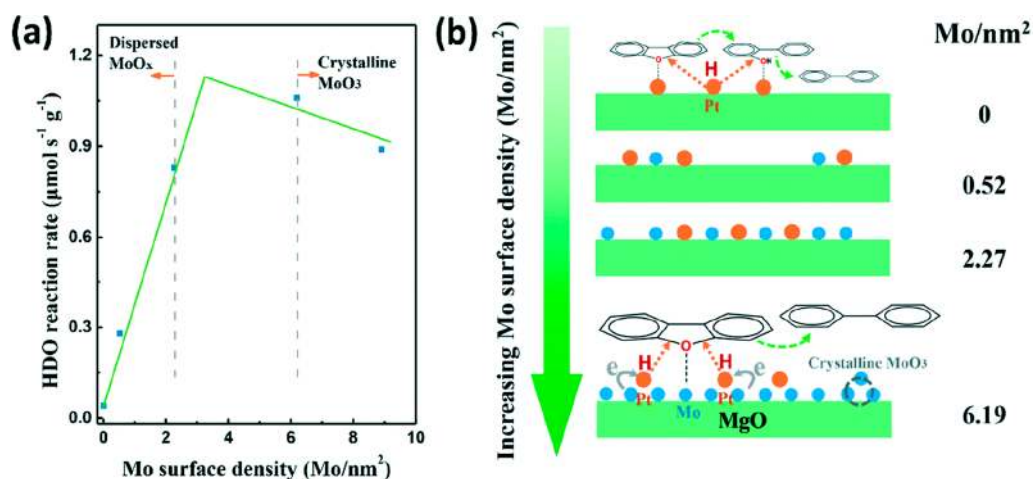 (a)
HDO reaction rate (μmol s⁻¹ g⁻¹)
1.2
0.9
0.6
0.3
0.0
Dispersed
MoOₓ
Crystalline
MoO₃
0
2
4
6
8
10
Mo surface density (Mo/nm²)
(b)
Increasing Mo surface density (Mo/nm²)
Mo/nm²
O
H
OH
Pt
0
0.52
2.27
O
H
H
e
e
Crystalline MoO₃
Pt
Mo
Pt
MgO
6.19